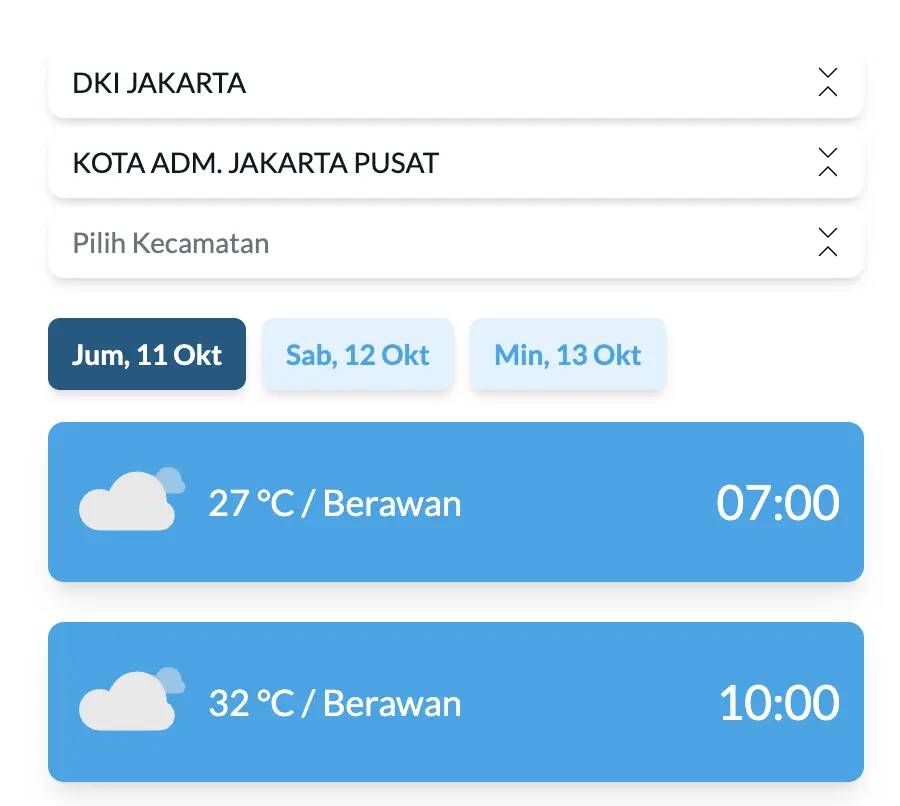 DKI JAKARTA
KOTA ADM. JAKARTA PUSAT
Pilih Kecamatan
Jum, 11 Okt
Sab, 12 Okt
Min, 13 Okt
27 °C / Berawan
07:00
32 °C / Berawan
10:00